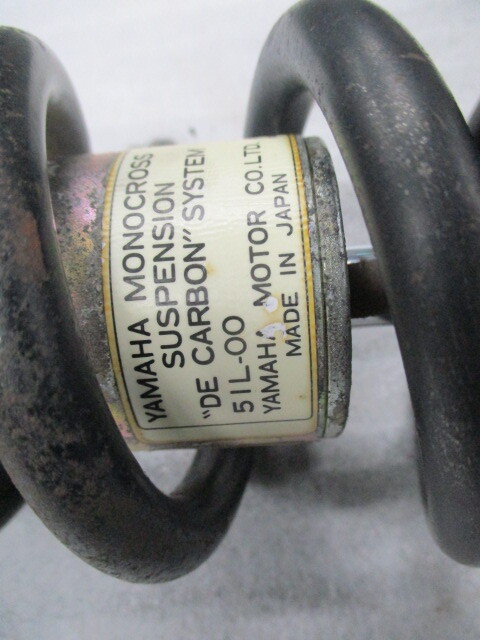 YAMAHA MONOCROSS
SUSPENSION
"DE CARBON" SYSTEM
51L-00
YAMAHA MOTOR CO.LTD.
MADE IN JAPAN